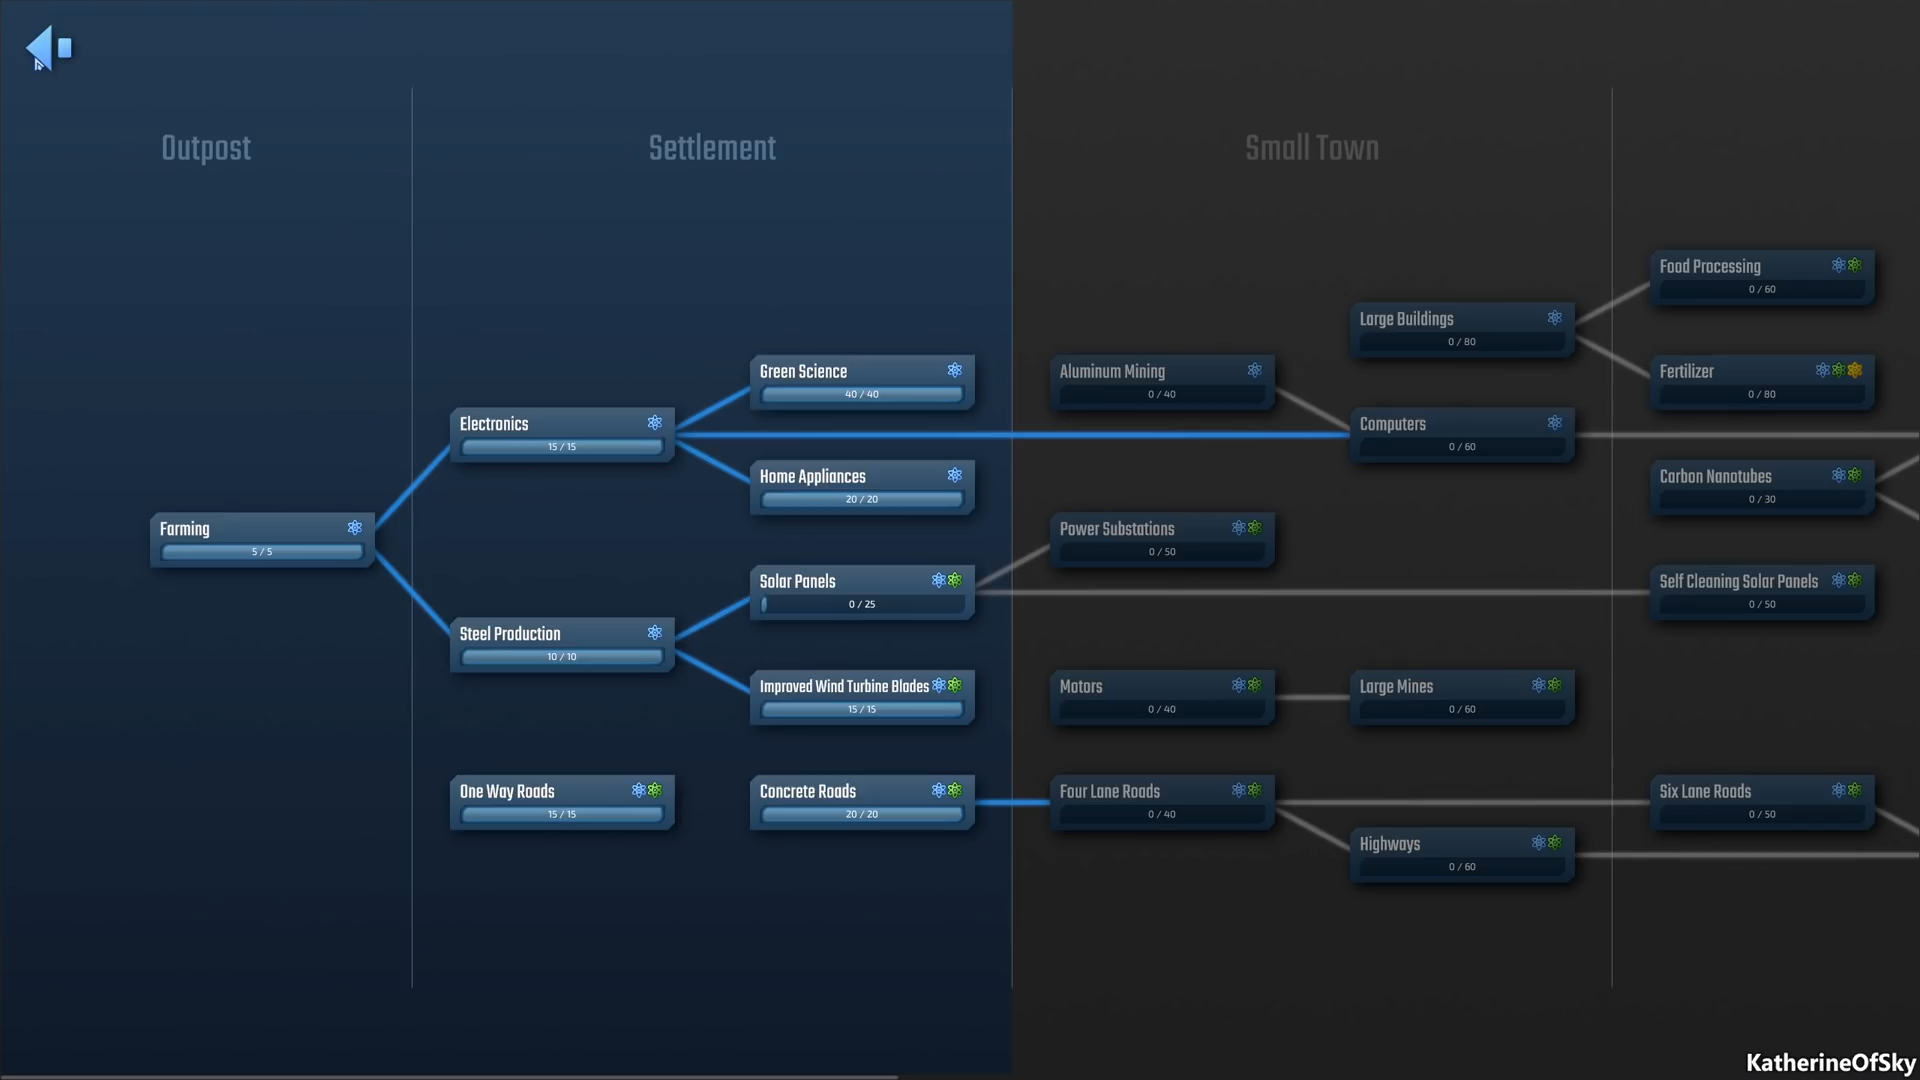 Outpost
Settlement
Small Town
Food Processing
0 / 60
Large Buildings
0 / 80
Green Science
40 / 40
Aluminum Mining
0 / 40
Fertilizer
0 / 80
Electronics
15 / 15
Computers
0 / 60
Home Appliances
20 / 20
Carbon Nanotubes
0 / 30
Farming
5 / 5
Power Substations
0 / 50
Solar Panels
0 / 25
Self Cleaning Solar Panels
0 / 50
Steel Production
10 / 10
Improved Wind Turbine Blades
15 / 15
Motors
0 / 40
Large Mines
0 / 60
One Way Roads
15 / 15
Concrete Roads
20 / 20
Four Lane Roads
0 / 40
Six Lane Roads
0 / 50
Highways
0 / 60
KatherineOfSky